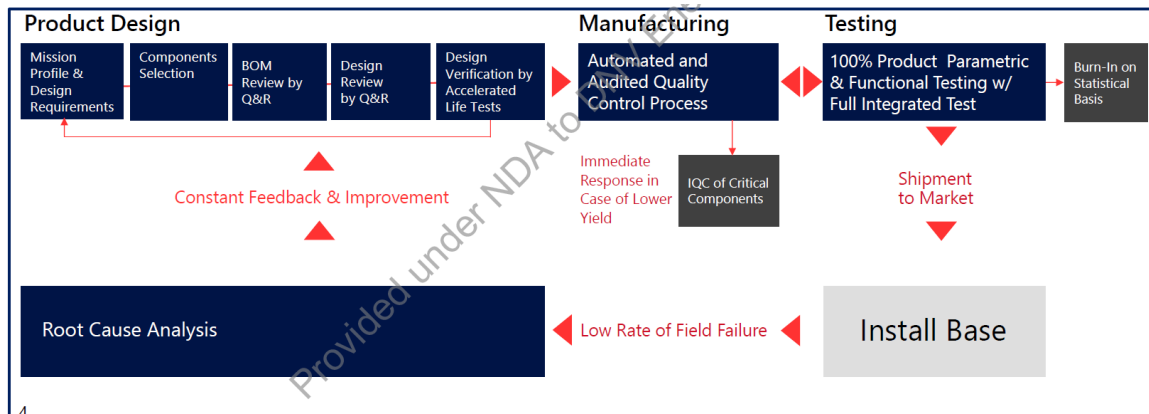 Product Design
Mission
Profile &
Design
Requirements
Components
Selection
BOM
Review by
Q&R
Design
Review
by Q&R
Design
Verification by
Accelerated
Life Tests
Manufacturing
Automated and
Audited Quality
Control Process
Testing
100% Product Parametric
& Functional Testing w/
Full Integrated Test
Burn-In on
Statistical
Basis
Constant Feedback & Improvement
Immediate
Response in
Case of Lower
Yield
IQC of Critical
Components
Shipment
to Market
Root Cause Analysis
Low Rate of Field Failure
Install Base
Provided under NDA to DNV
4